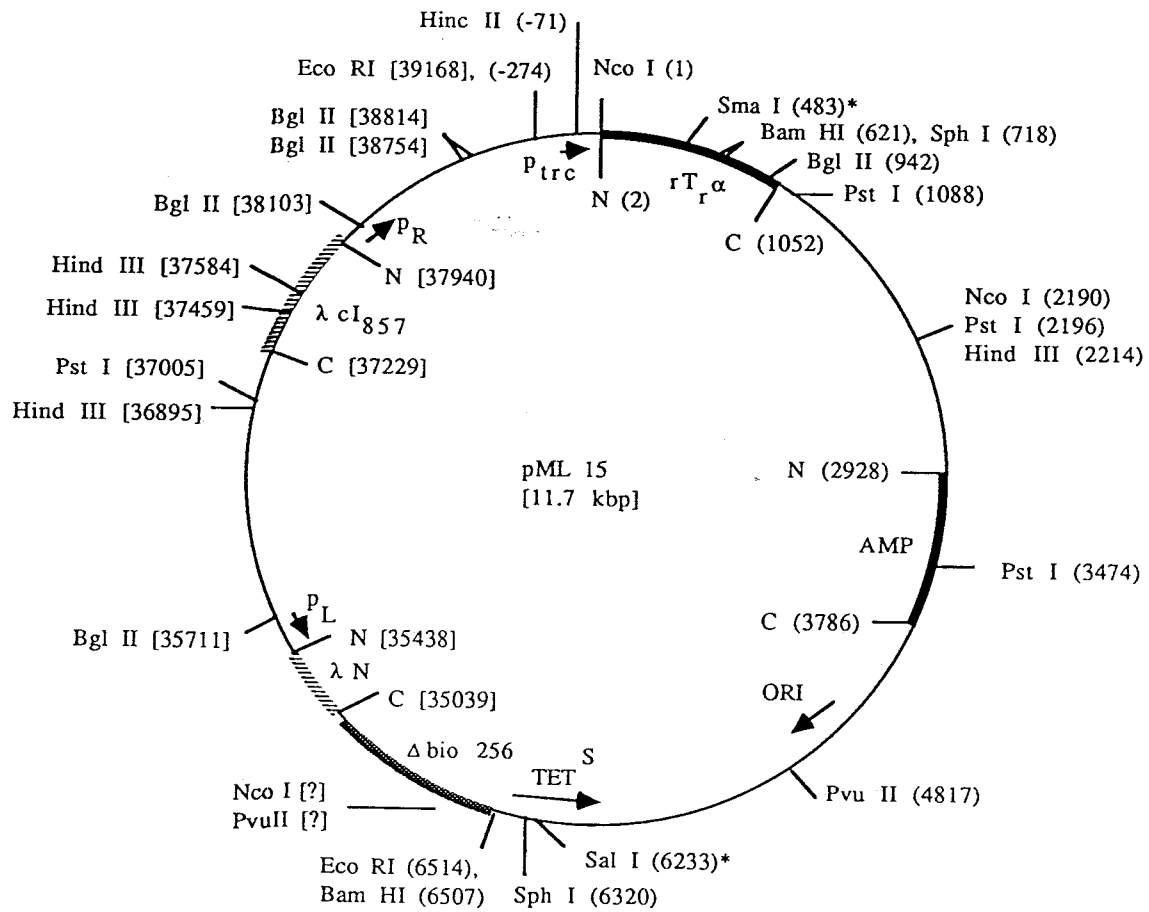 Hinc II (-71)
Eco RI [39168], (-274)
Nco I (1)
Bgl II [38814]
Bgl II [38754]
Sma I (483)*
Bam HI (621), Sph I (718)
Bgl II (942)
Pst I (1088)
ptrc
rTrα
N (2)
C (1052)
Bgl II [38103]
pR
N [37940]
Hind III [37584]
Hind III [37459]
λ cI857
C [37229]
Pst I [37005]
Hind III [36895]
Nco I (2190)
Pst I (2196)
Hind III (2214)
pML 15
[11.7 kbp]
N (2928)
AMP
Pst I (3474)
C (3786)
pL
Bgl II [35711]
N [35438]
λ N
C [35039]
ORI
Δ bio 256
TET S
Nco I [?]
PvuII [?]
Pvu II (4817)
Eco RI (6514),
Bam HI (6507)
Sph I (6320)
Sal I (6233)*